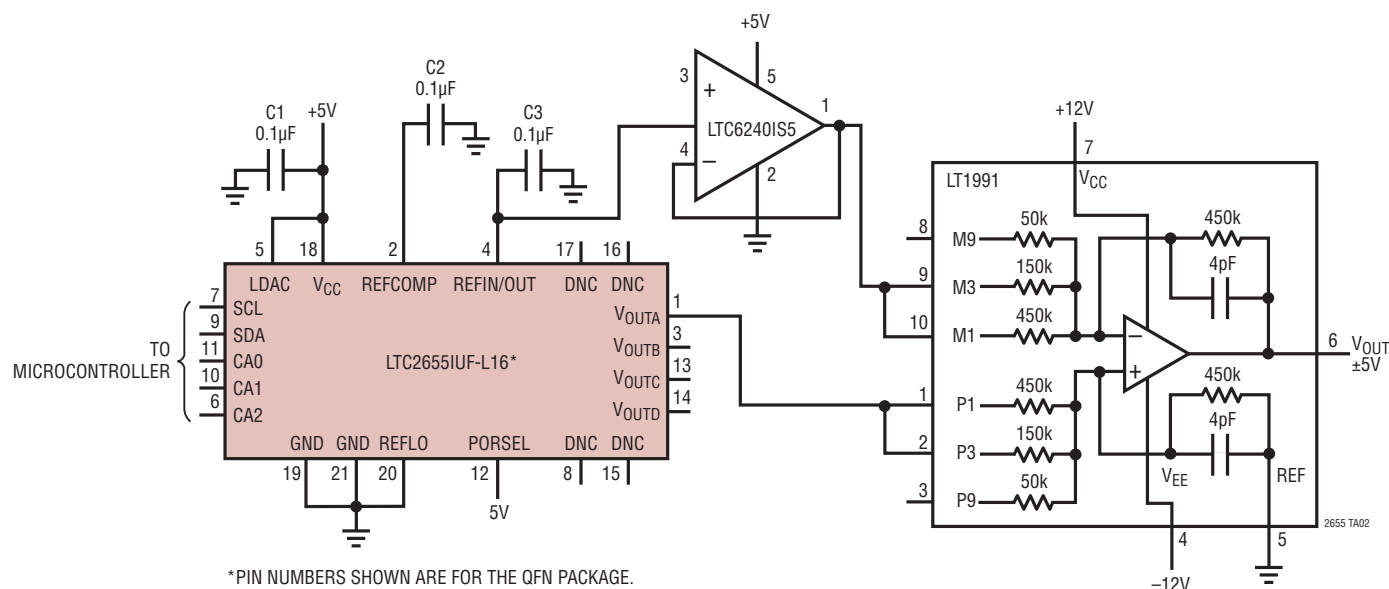 +5V
C2
0.1µF
C1
0.1µF
+5V
C3
0.1µF
3
5
1
+
LTC6240IS5
4
–
2
+12V
7
LT1991
VCC
5
18
2
4
17
16
LDAC
VCC
REFCOMP
REFIN/OUT
DNC
DNC
TO
MICROCONTROLLER
7
SCL
9
SDA
11
CA0
10
CA1
6
CA2
LTC2655IUF-L16*
VOUTA
1
VOUTB
3
VOUTC
13
VOUTD
14
GND
GND
REFLO
PORSEL
DNC
DNC
19
21
20
12
8
15
5V
8
M9
50k
9
M3
150k
10
M1
450k
450k
4pF
–
+
6
VOUT
±5V
1
P1
450k
2
P3
150k
3
P9
50k
450k
4pF
VEE
REF
4
5
–12V
2655 TA02
*PIN NUMBERS SHOWN ARE FOR THE QFN PACKAGE.